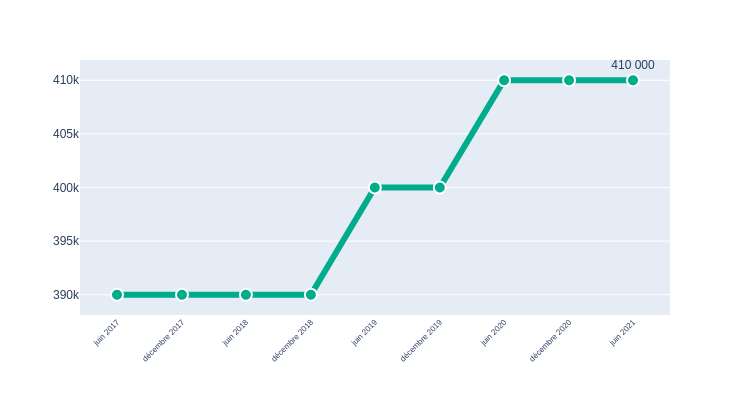 410 000
410k
405k
400k
395k
390k
juin 2017
décembre 2017
juin 2018
décembre 2018
juin 2019
décembre 2019
juin 2020
décembre 2020
juin 2021